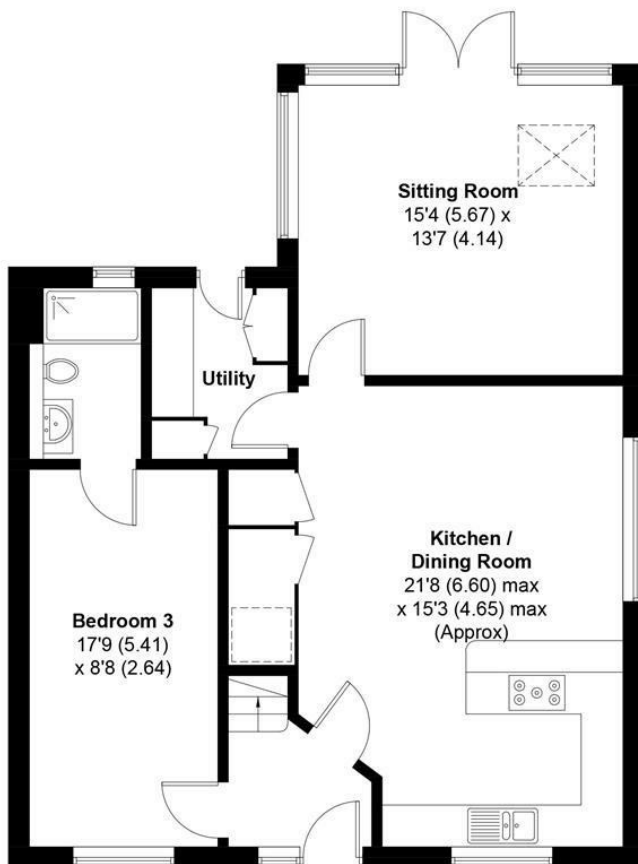 Sitting Room
15'4 (5.67) x
13'7 (4.14)
Utility
Kitchen /
Dining Room
21'8 (6.60) max
x 15'3 (4.65) max
(Approx)
Bedroom 3
17'9 (5.41)
x 8'8 (2.64)